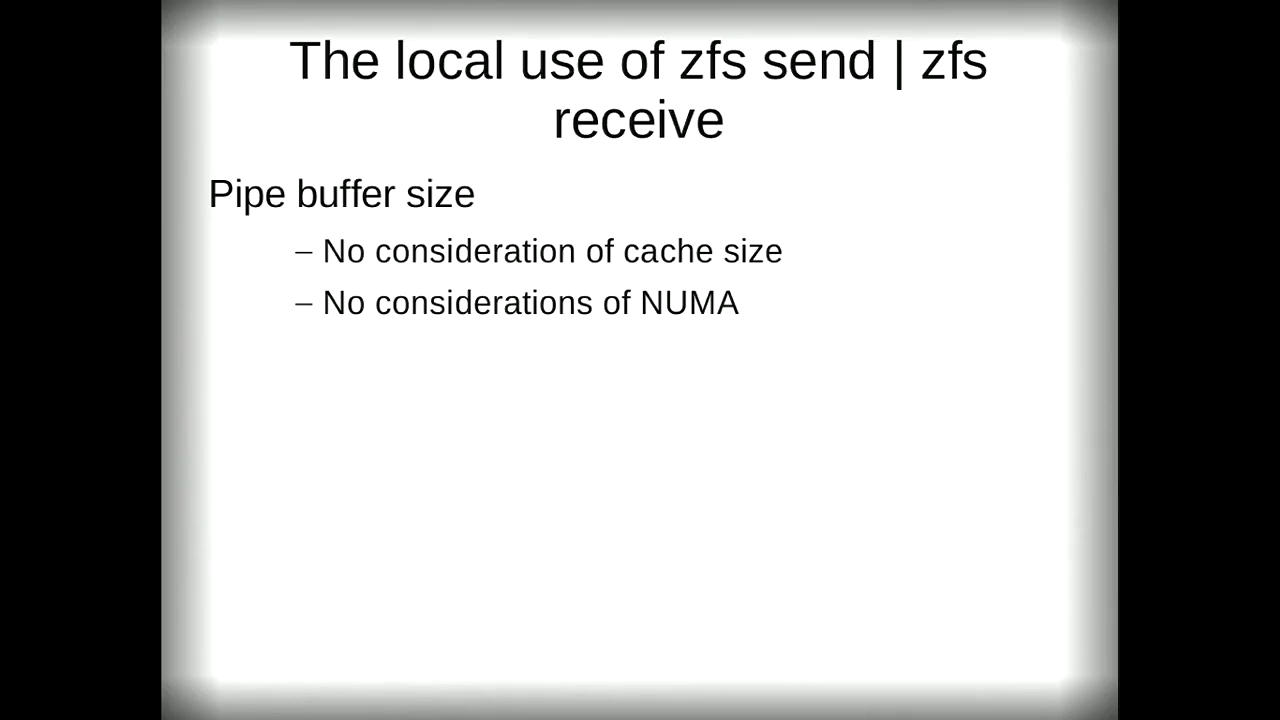 The local use of zfs send | zfs
receive
Pipe buffer size
– No consideration of cache size
– No considerations of NUMA